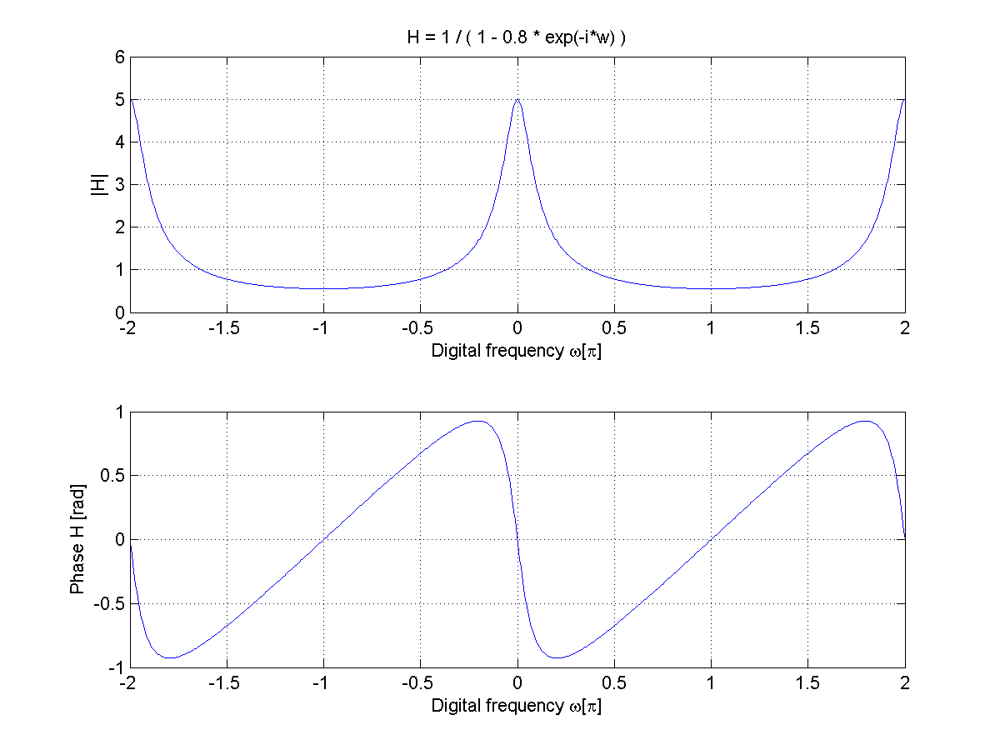 H = 1 / ( 1 - 0.8 * exp(-i*w) )
6
5
4
3
2
1
0
|H|
-2 -1.5 -1 -0.5 0 0.5 1 1.5 2
Digital frequency ω[π]
1
0.5
0
-0.5
-1
Phase H [rad]
-2 -1.5 -1 -0.5 0 0.5 1 1.5 2
Digital frequency ω[π]